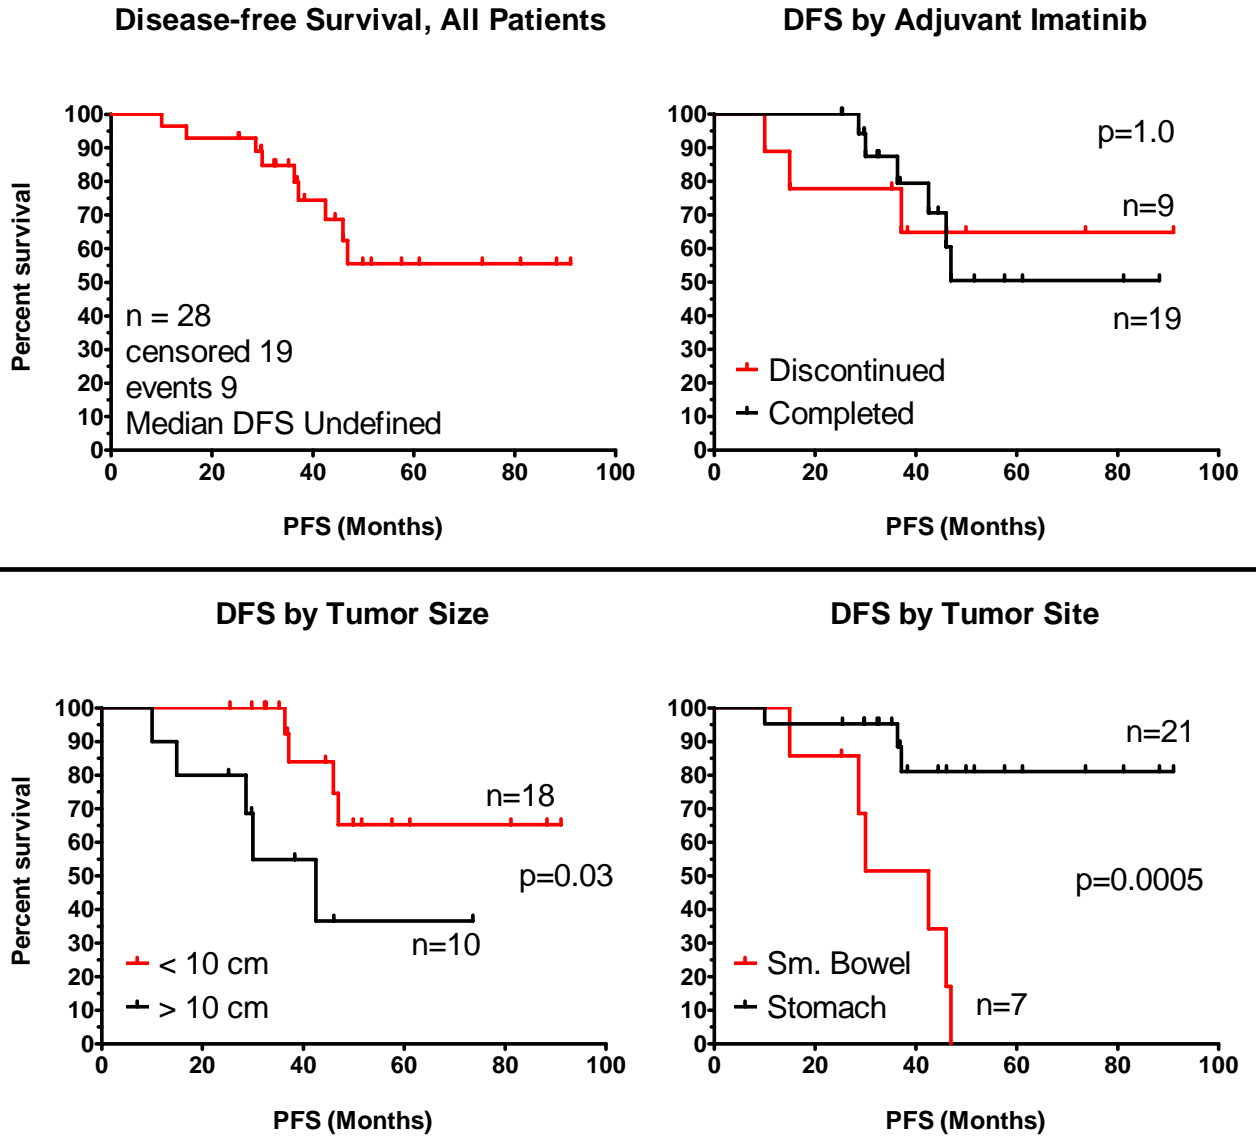 Disease-free Survival, All Patients
Percent survival
100
90
80
70
60
50
40
30
20
10
0
n = 28
censored 19
events 9
Median DFS Undefined
0 20 40 60 80 100
PFS (Months)
DFS by Adjuvant Imatinib
100
90
80
70
60
50
40
30
20
10
0
p=1.0
n=9
n=19
Discontinued
Completed
0 20 40 60 80 100
PFS (Months)
DFS by Tumor Size
Percent survival
100
90
80
70
60
50
40
30
20
10
0
n=18
p=0.03
n=10
< 10 cm
> 10 cm
0 20 40 60 80 100
PFS (Months)
DFS by Tumor Site
100
90
80
70
60
50
40
30
20
10
0
n=21
p=0.0005
Sm. Bowel
Stomach
n=7
0 20 40 60 80 100
PFS (Months)